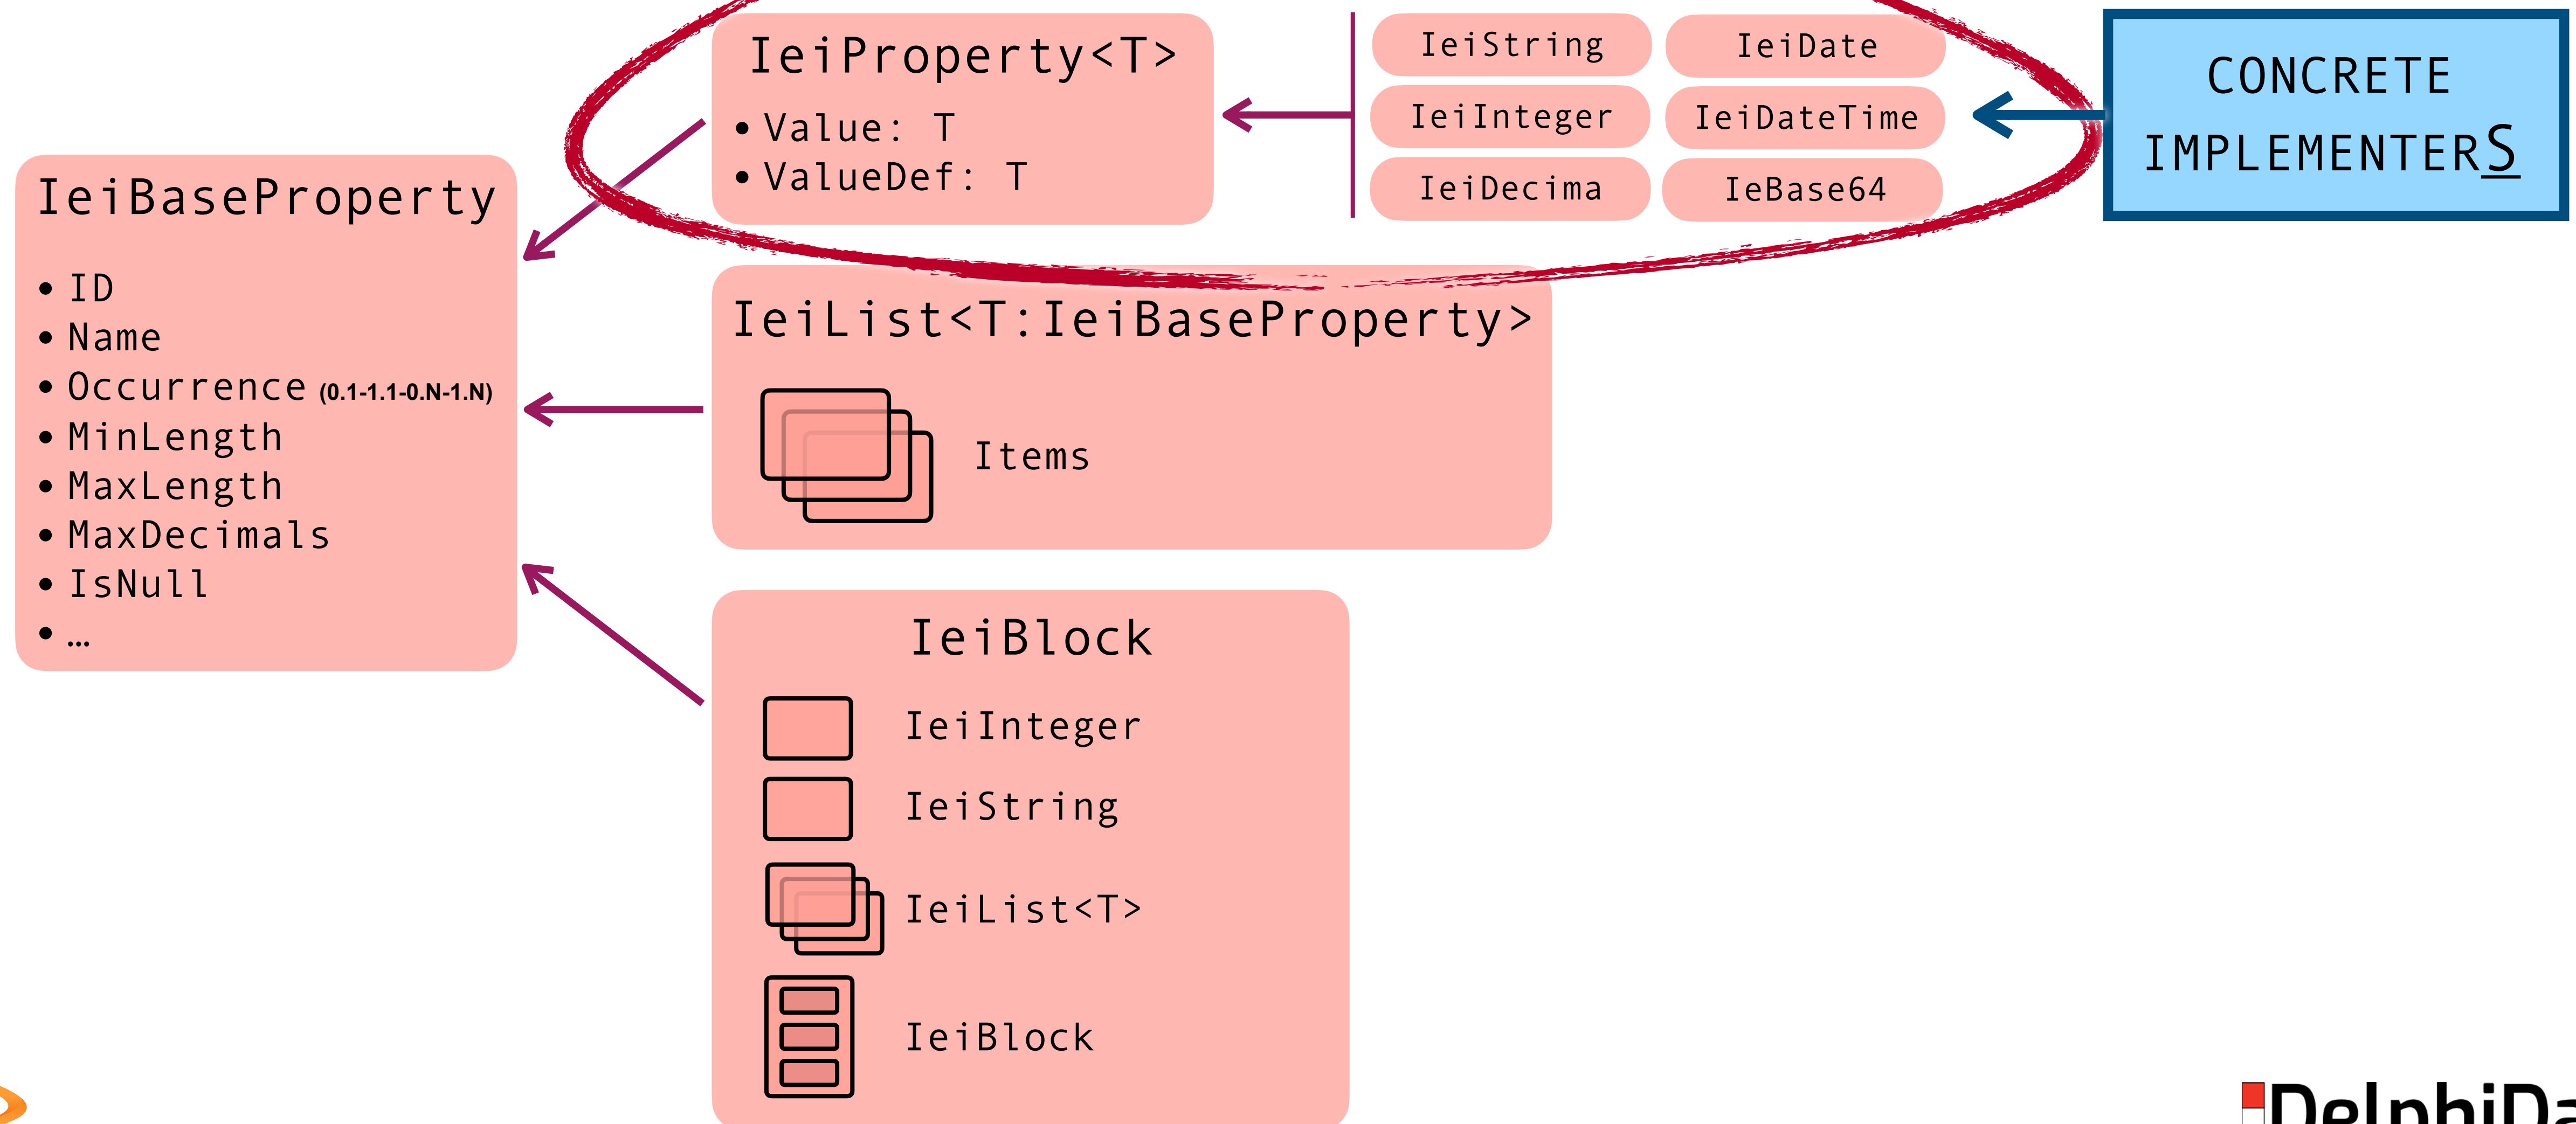 IeiProperty<T>
• Value: T
• ValueDef: T
IeiString
IeiDate
IeiInteger
IeiDateTime
IeiDecima
IeBase64
CONCRETE
IMPLEMENTERS
IeiBaseProperty
• ID
• Name
• Occurrence (0.1-1.1-0.N-1.N)
• MinLength
• MaxLength
• MaxDecimals
• IsNull
• …
IeiList<T:IeiBaseProperty>
Items
IeiBlock
IeiInteger
IeiString
IeiList<T>
IeiBlock
DelphiDa